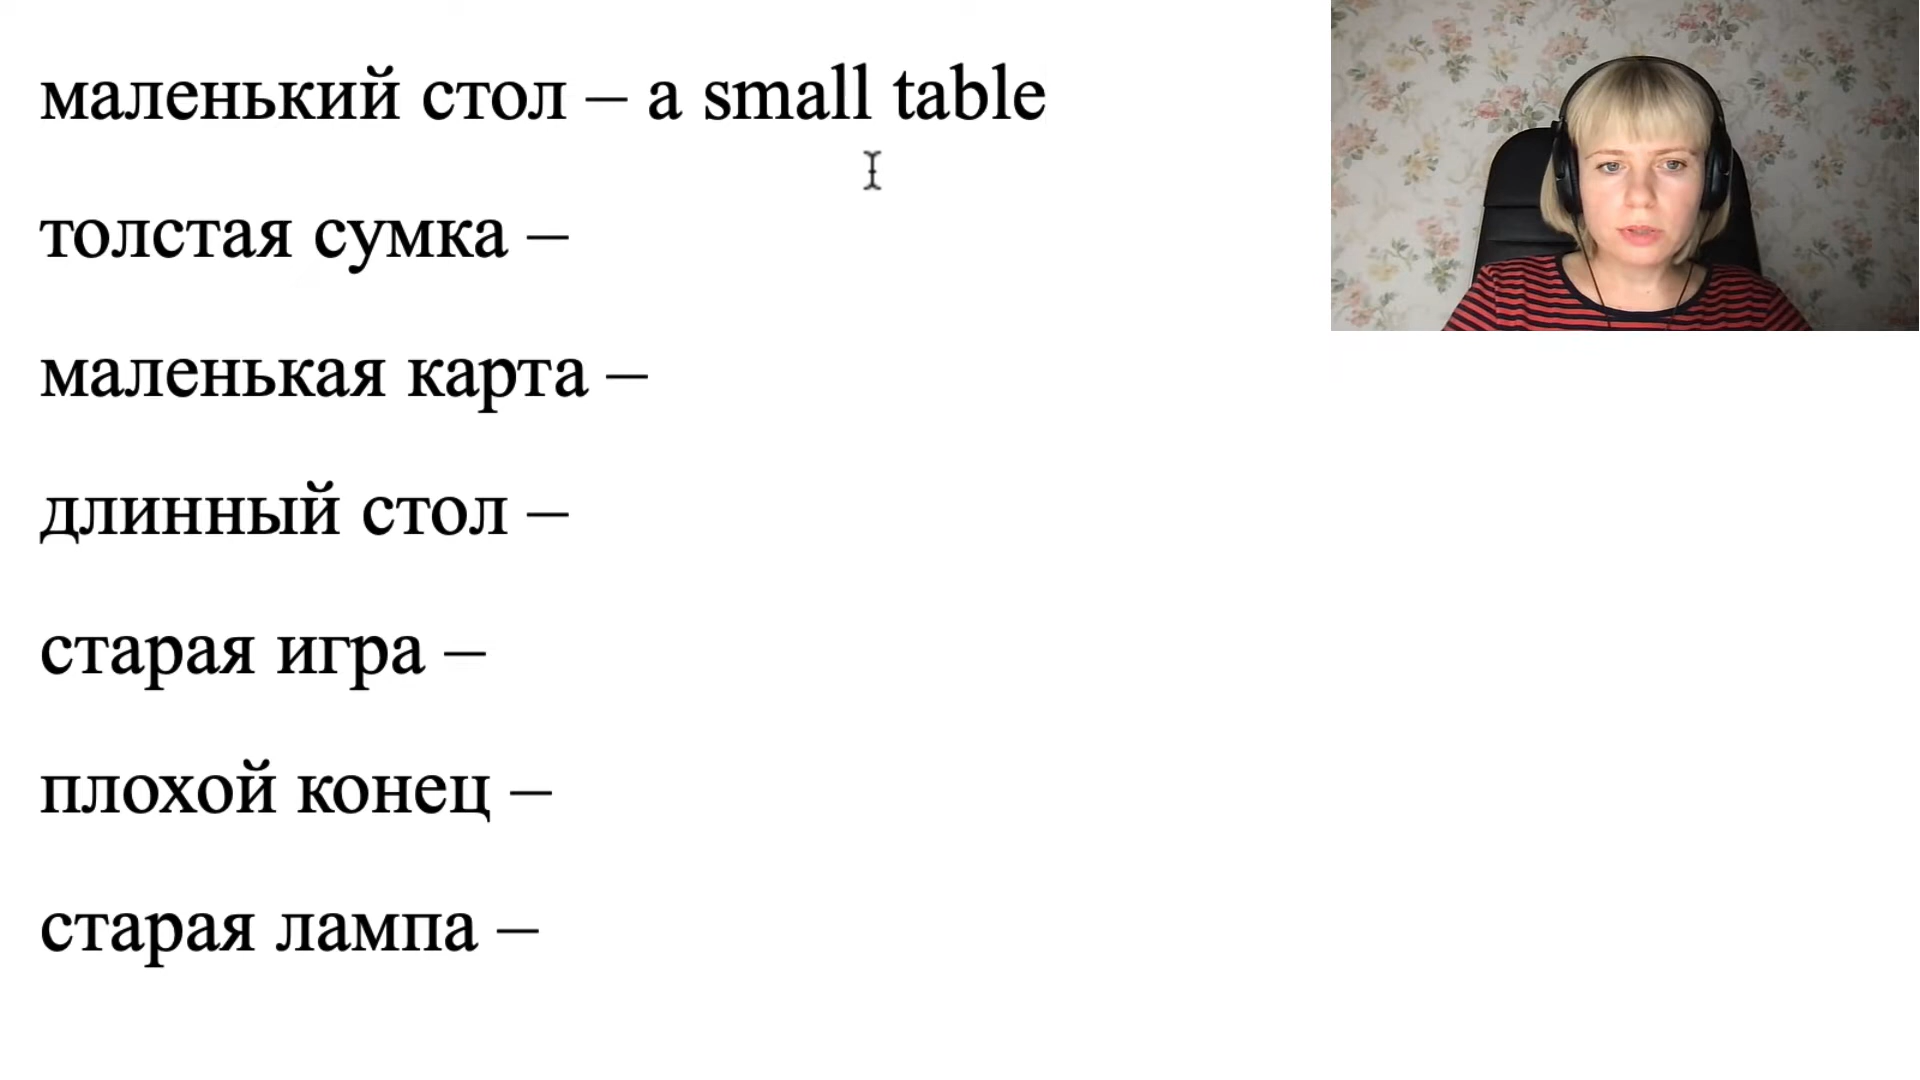 маленький стол – a small table
толстая сумка –
маленькая карта –
длинный стол –
старая игра –
плохой конец –
старая лампа –